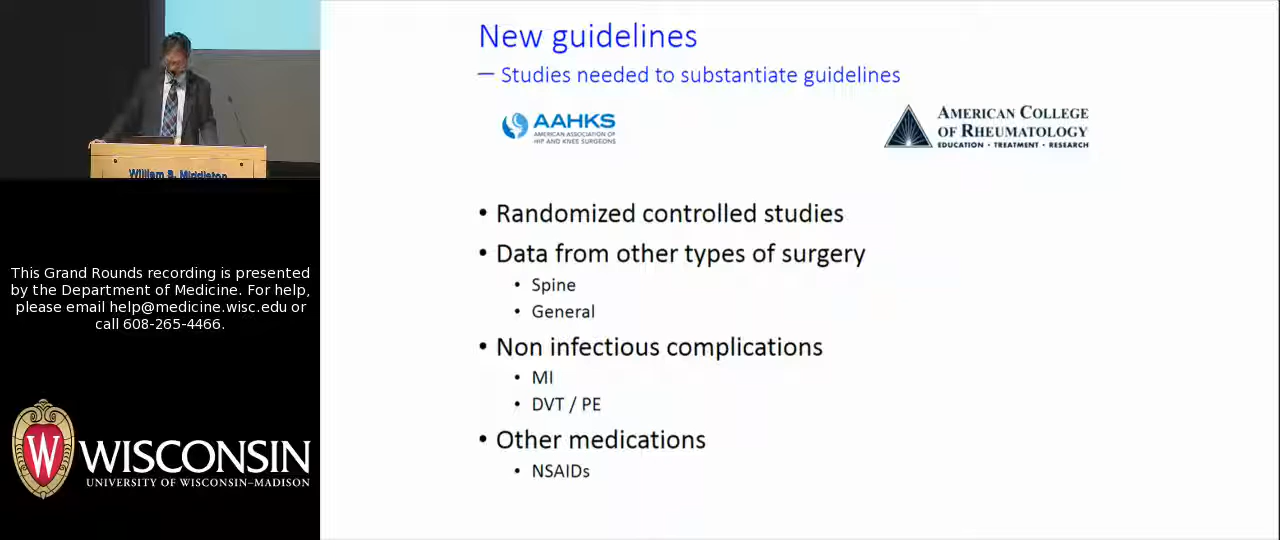 New guidelines
— Studies needed to substantiate guidelines
AAHKS
AMERICAN ASSOCIATION OF
HIP AND KNEE SURGEONS
AMERICAN COLLEGE
OF RHEUMATOLOGY
EDUCATION • TREATMENT • RESEARCH
• Randomized controlled studies
• Data from other types of surgery
• Spine
• General
• Non infectious complications
• MI
• DVT / PE
• Other medications
• NSAIDs
William S. Middleton
This Grand Rounds recording is presented
by the Department of Medicine. For help,
please email help@medicine.wisc.edu or
call 608-265-4466.
W
WISCONSIN
UNIVERSITY OF WISCONSIN–MADISON